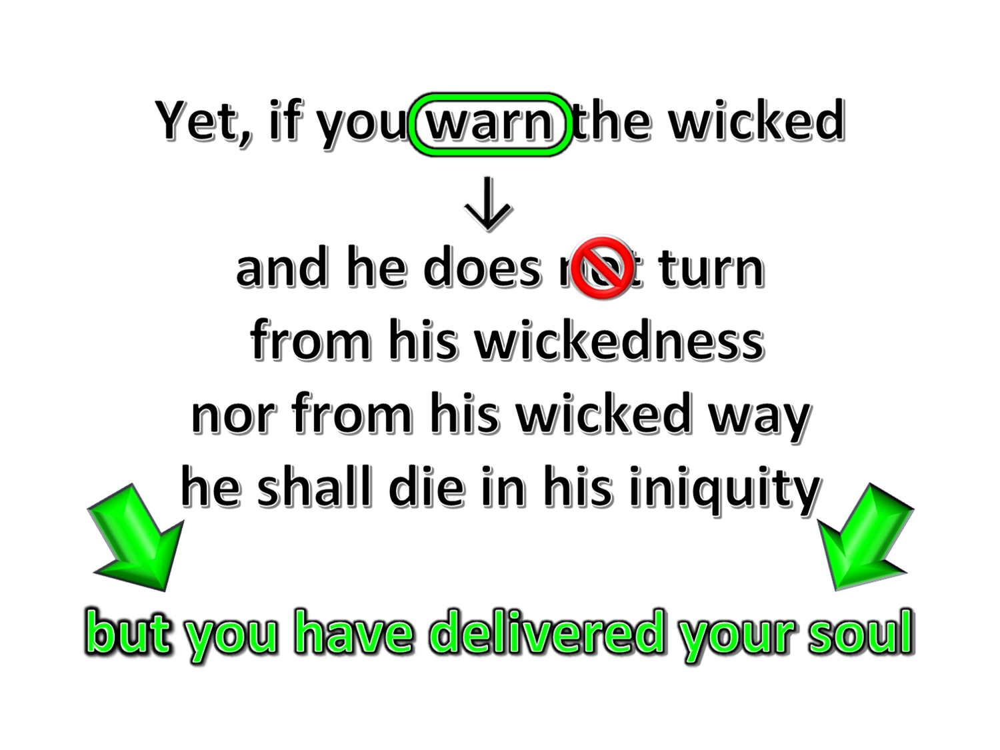 Yet, if you warn the wicked
and he does not turn
from his wickedness
nor from his wicked way
he shall die in his iniquity
but you have delivered your soul